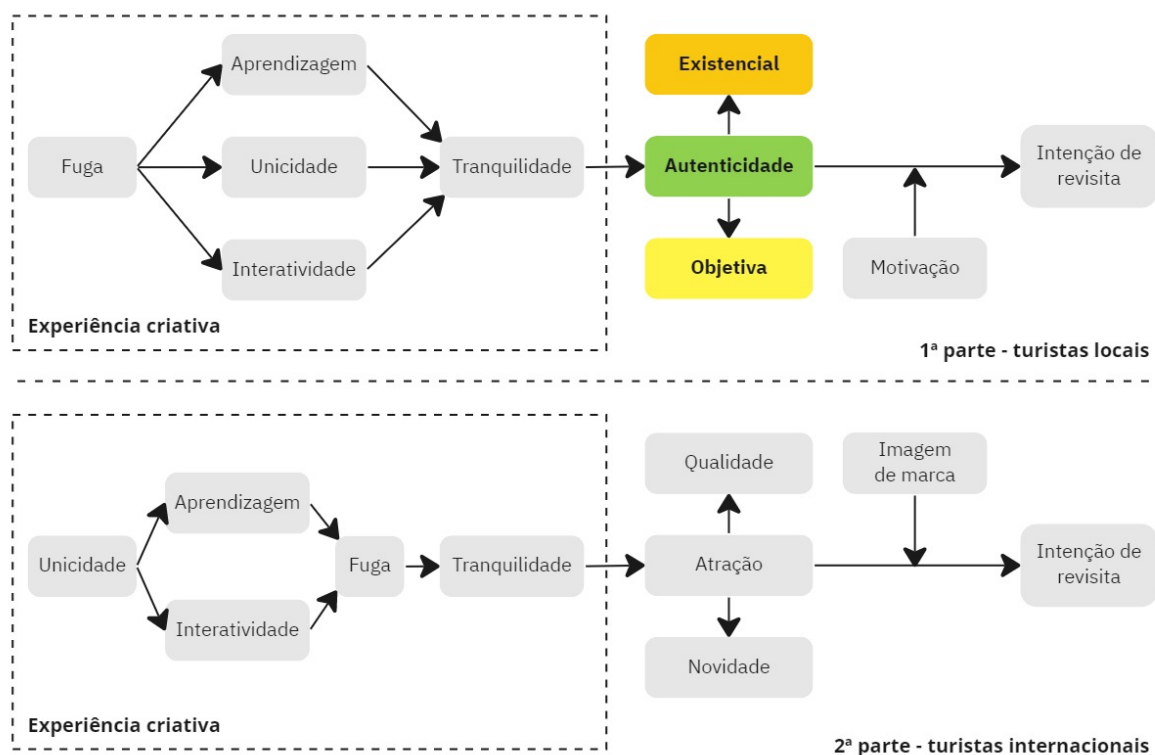 Aprendizagem
Existencial
Fuga
Unicidade
Tranquilidade
Autenticidade
Intenção de
revisita
Interatividade
Objetiva
Motivação
Experiência criativa
1ª parte - turistas locais
Qualidade
Imagem
de marca
Aprendizagem
Unicidade
Fuga
Tranquilidade
Atração
Intenção de
revisita
Interatividade
Novidade
Experiência criativa
2ª parte - turistas internacionais